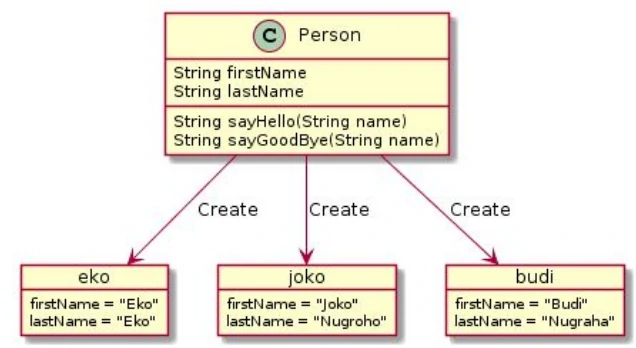 C Person
String firstName
String lastName
String sayHello(String name)
String sayGoodBye(String name)
Create Create Create
eko
firstName = "Eko"
lastName = "Eko"
joko
firstName = "Joko"
lastName = "Nugroho"
budi
firstName = "Budi"
lastName = "Nugraha"